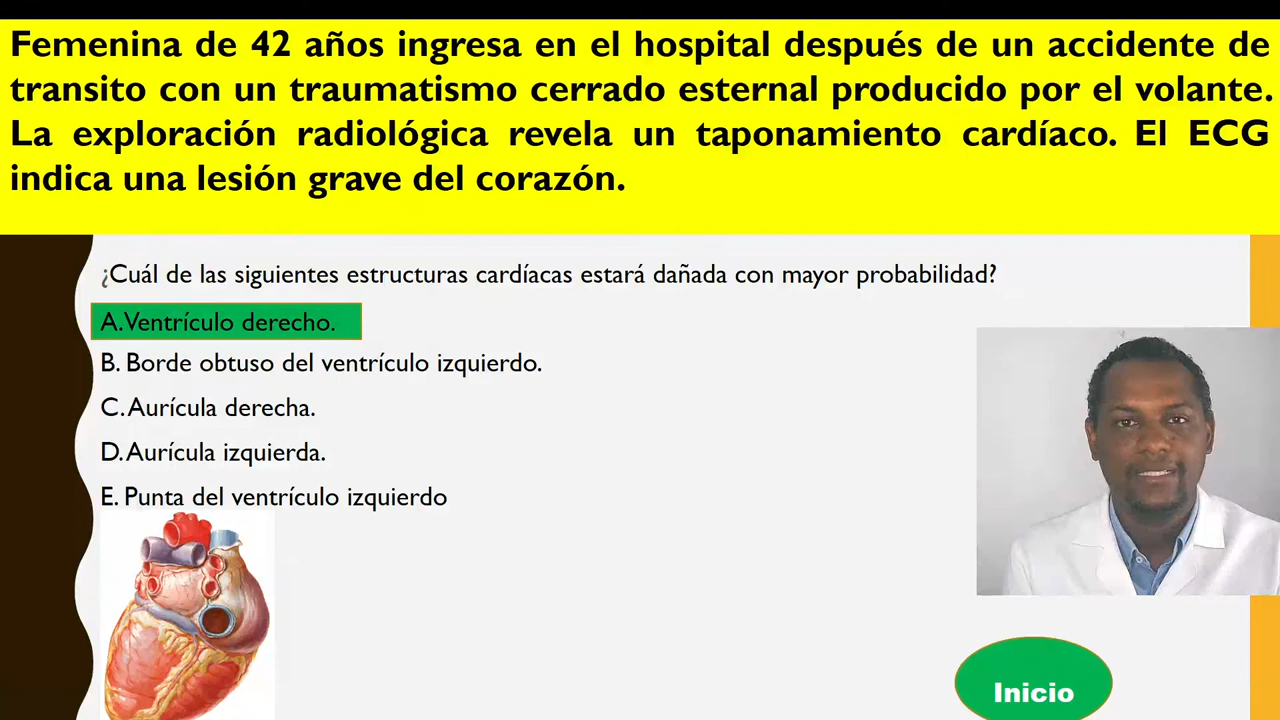 Femenina de 42 años ingresa en el hospital después de un accidente de
transito con un traumatismo cerrado esternal producido por el volante.
La exploración radiológica revela un taponamiento cardíaco. El ECG
indica una lesión grave del corazón.
¿Cuál de las siguientes estructuras cardíacas estará dañada con mayor probabilidad?
A. Ventrículo derecho.
B. Borde obtuso del ventrículo izquierdo.
C. Aurícula derecha.
D. Aurícula izquierda.
E. Punta del ventrículo izquierdo
Inicio